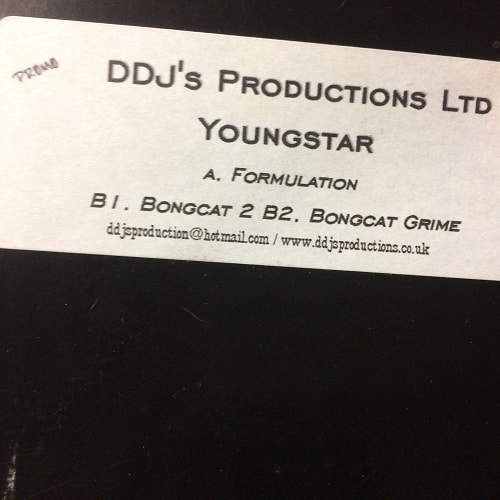 PROMO
DDJ's Productions Ltd
Youngstar
A. Formulation
B1. Bongcat 2 B2. Bongcat Grime
ddjsproduction@hotmail.com / www.ddjsproductions.co.uk